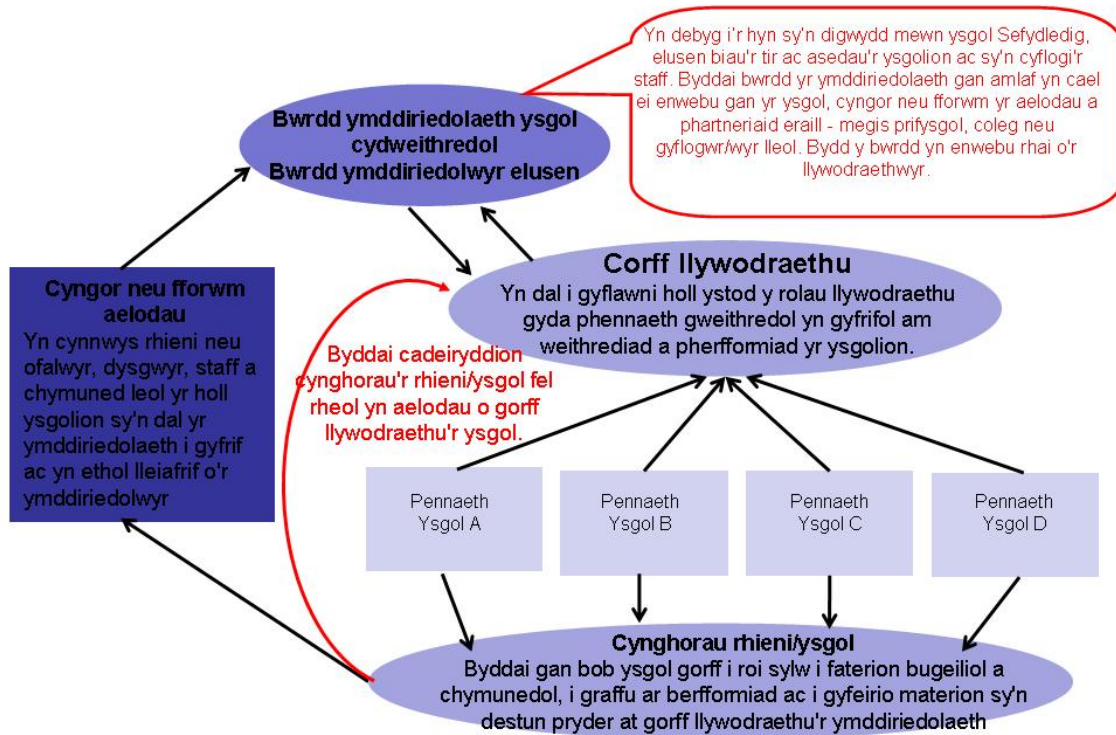 Yn debyg i'r hyn sy'n digwydd mewn ysgol Sefydledig,
elusen biau'r tir ac asedau'r ysgolion ac sy'n cyflogi'r
staff. Byddai bwrdd yr ymddiriedolaeth gan amlaf yn cael
ei enwebu gan yr ysgol, cyngor neu fforwm yr aelodau a
phartneriaid eraill - megis prifysgol, coleg neu
gyflogwr/wyr lleol. Bydd y bwrdd yn enwebu rhai o'r
llywodraethwyr.
Bwrdd ymddiriedolaeth ysgol
cydweithredol
Bwrdd ymddiriedolwyr elusen
Corff llywodraethu
Yn dal i gyflawni holl ystod y rolau llywodraethu
gyda phennaeth gweithredol yn gyfrifol am
weithrediad a pherfformiad yr ysgolion.
Cyngor neu fforwm
aelodau
Yn cynnwys rhieni neu
ofalwyr, dysgwyr, staff a
chymuned leol yr holl
ysgolion sy'n dal yr
ymddiriedolaeth i gyfrif
ac yn ethol lleiafrif o'r
ymddiriedolwyr
Byddai cadeiryddion
cynghorau'r rhieni/ysgol fel
rheol yn aelodau o gorff
llywodraethu'r ysgol.
Pennaeth
Ysgol A
Pennaeth
Ysgol B
Pennaeth
Ysgol C
Pennaeth
Ysgol D
Cynghorau rhieni/ysgol
Byddai gan bob ysgol gorff i roi sylw i faterion bugeiliol a
chymunedol, i graffu ar berfformiad ac i gyfeirio materion sy'n
destun pryder at gorff llywodraethu'r ymddiriedolaeth